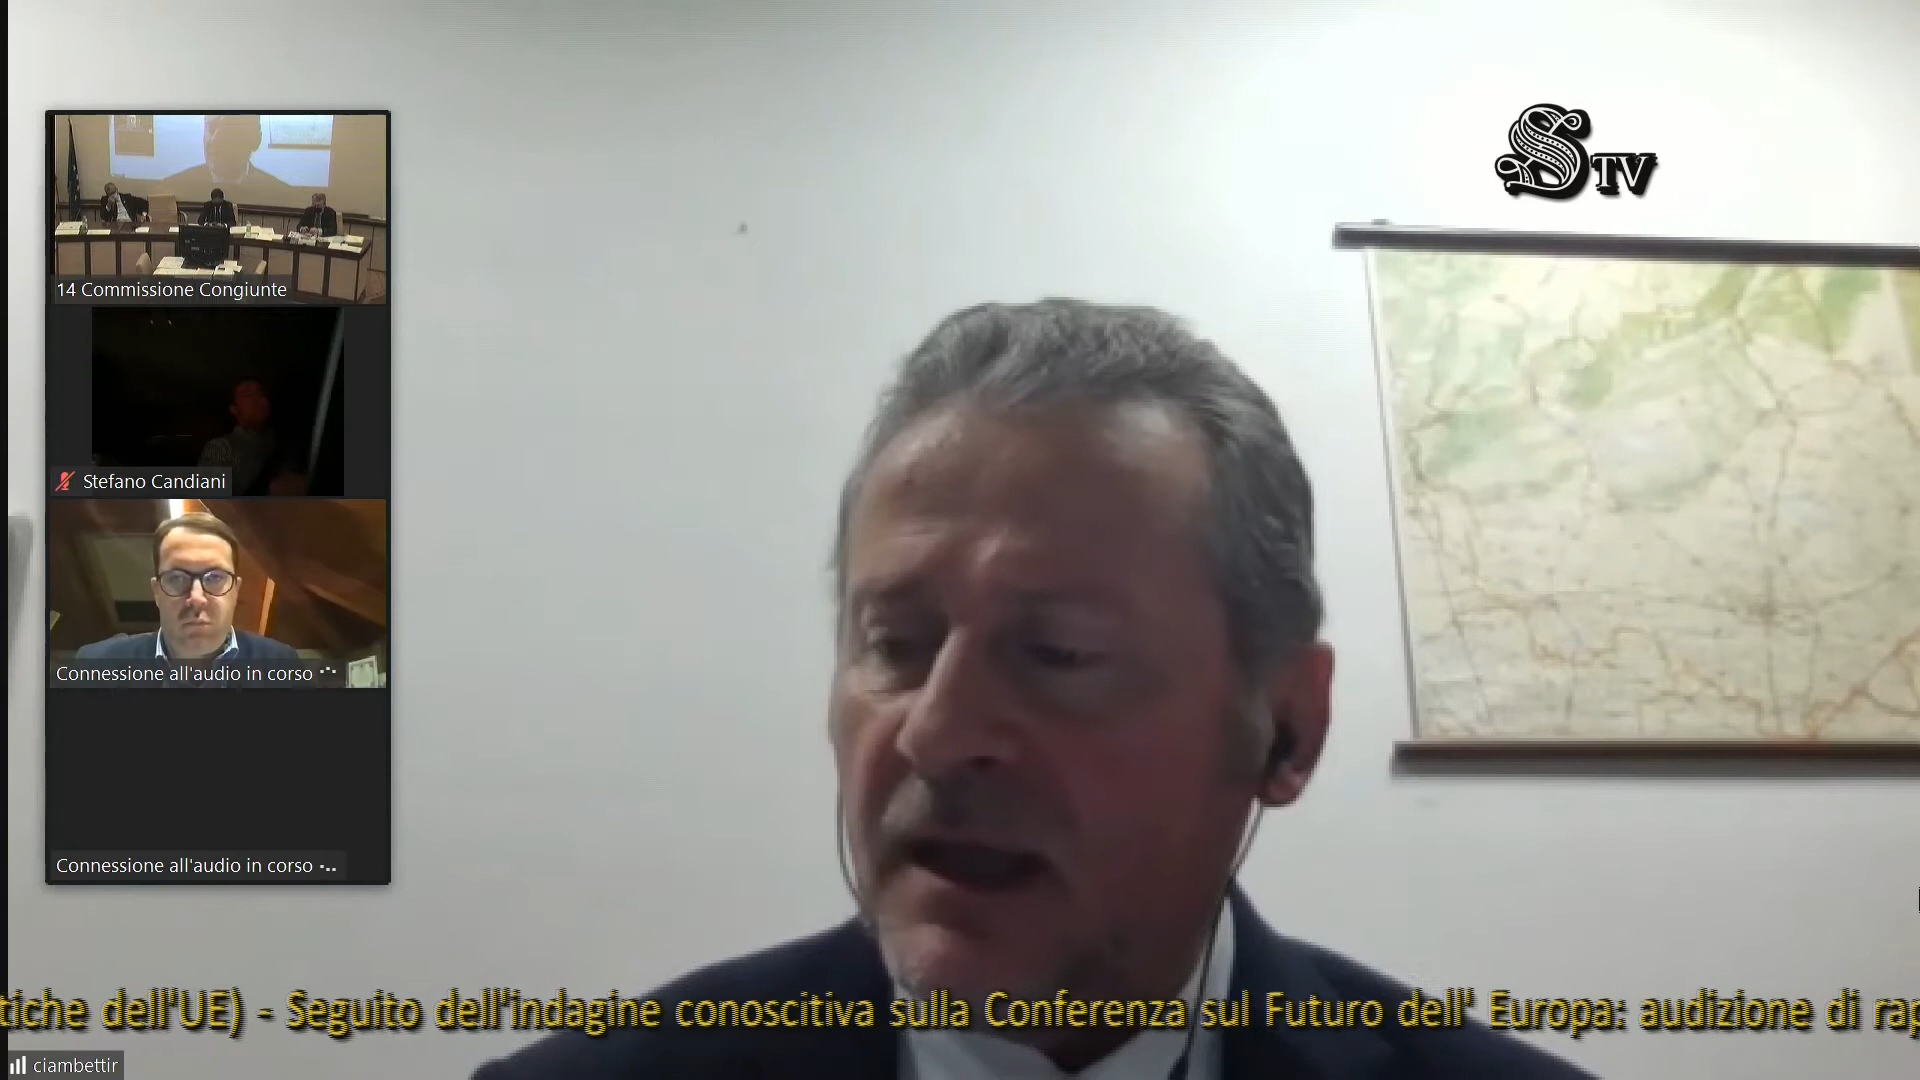 STV
14 Commissione Congiunte
Stefano Candiani
Connessione all'audio in corso
Connessione all'audio in corso
tiche dell'UE) - Seguito dell'indagine conoscitiva sulla Conferenza sul Futuro dell' Europa: audizione di rap
ciambettir